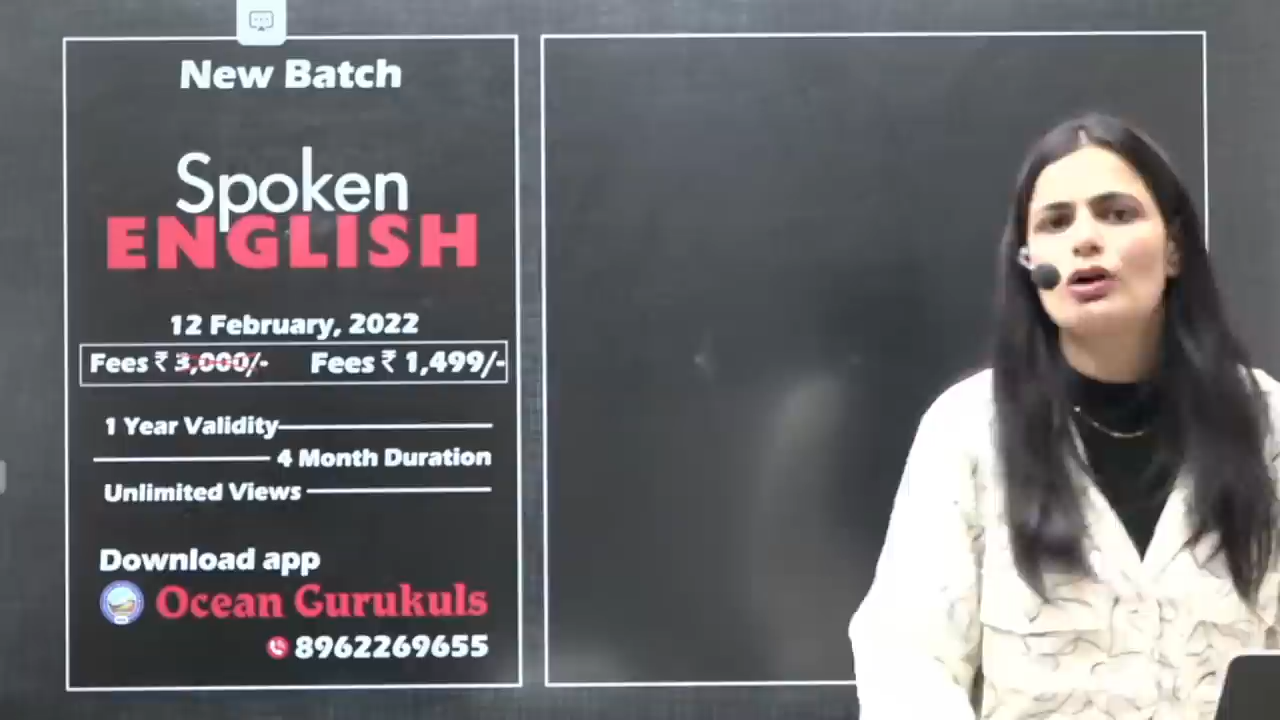 New Batch
Spoken
ENGLISH
12 February, 2022
Fees ₹ 3,000/- Fees ₹ 1,499/-
1 Year Validity
4 Month Duration
Unlimited Views
Download app
Ocean Gurukuls
8962269655